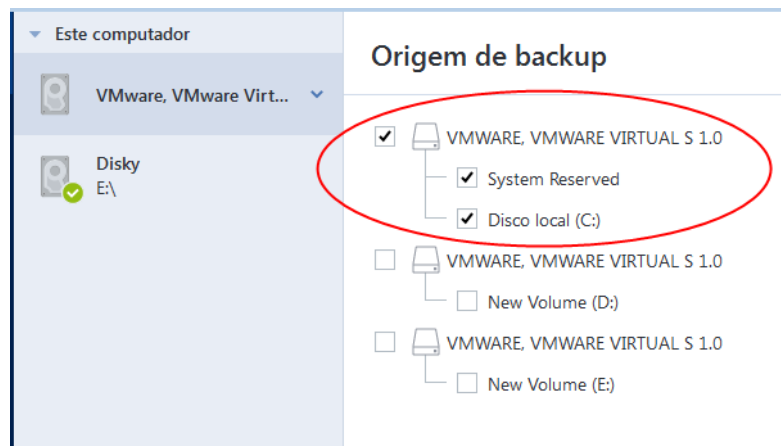 Este computador
VMware, VMware Virt...
Disky
E:\
Origem de backup
VMWARE, VMWARE VIRTUAL S 1.0
System Reserved
Disco local (C:)
VMWARE, VMWARE VIRTUAL S 1.0
New Volume (D:)
VMWARE, VMWARE VIRTUAL S 1.0
New Volume (E:)